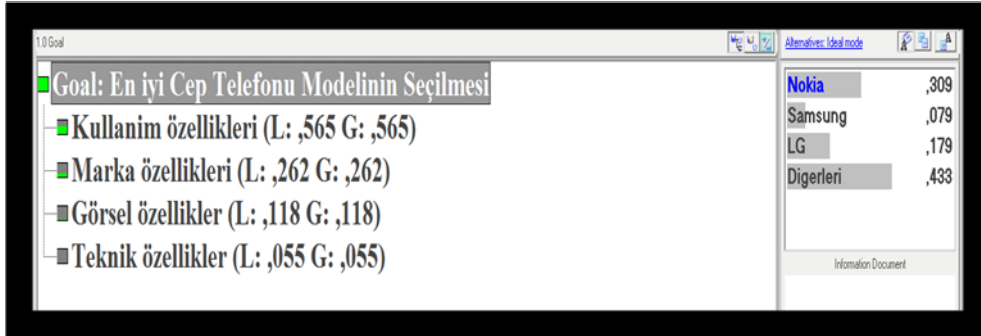 1.0 Goal
Goal: En iyi Cep Telefonu Modelinin Seçilmesi
Kullanim özellikleri (L: ,565 G: ,565)
Marka özellikleri (L: ,262 G: ,262)
Görsel özellikler (L: ,118 G: ,118)
Teknik özellikler (L: ,055 G: ,055)
Alternatives: Ideal mode
Nokia ,309
Samsung ,079
LG ,179
Digerleri ,433
Information Document